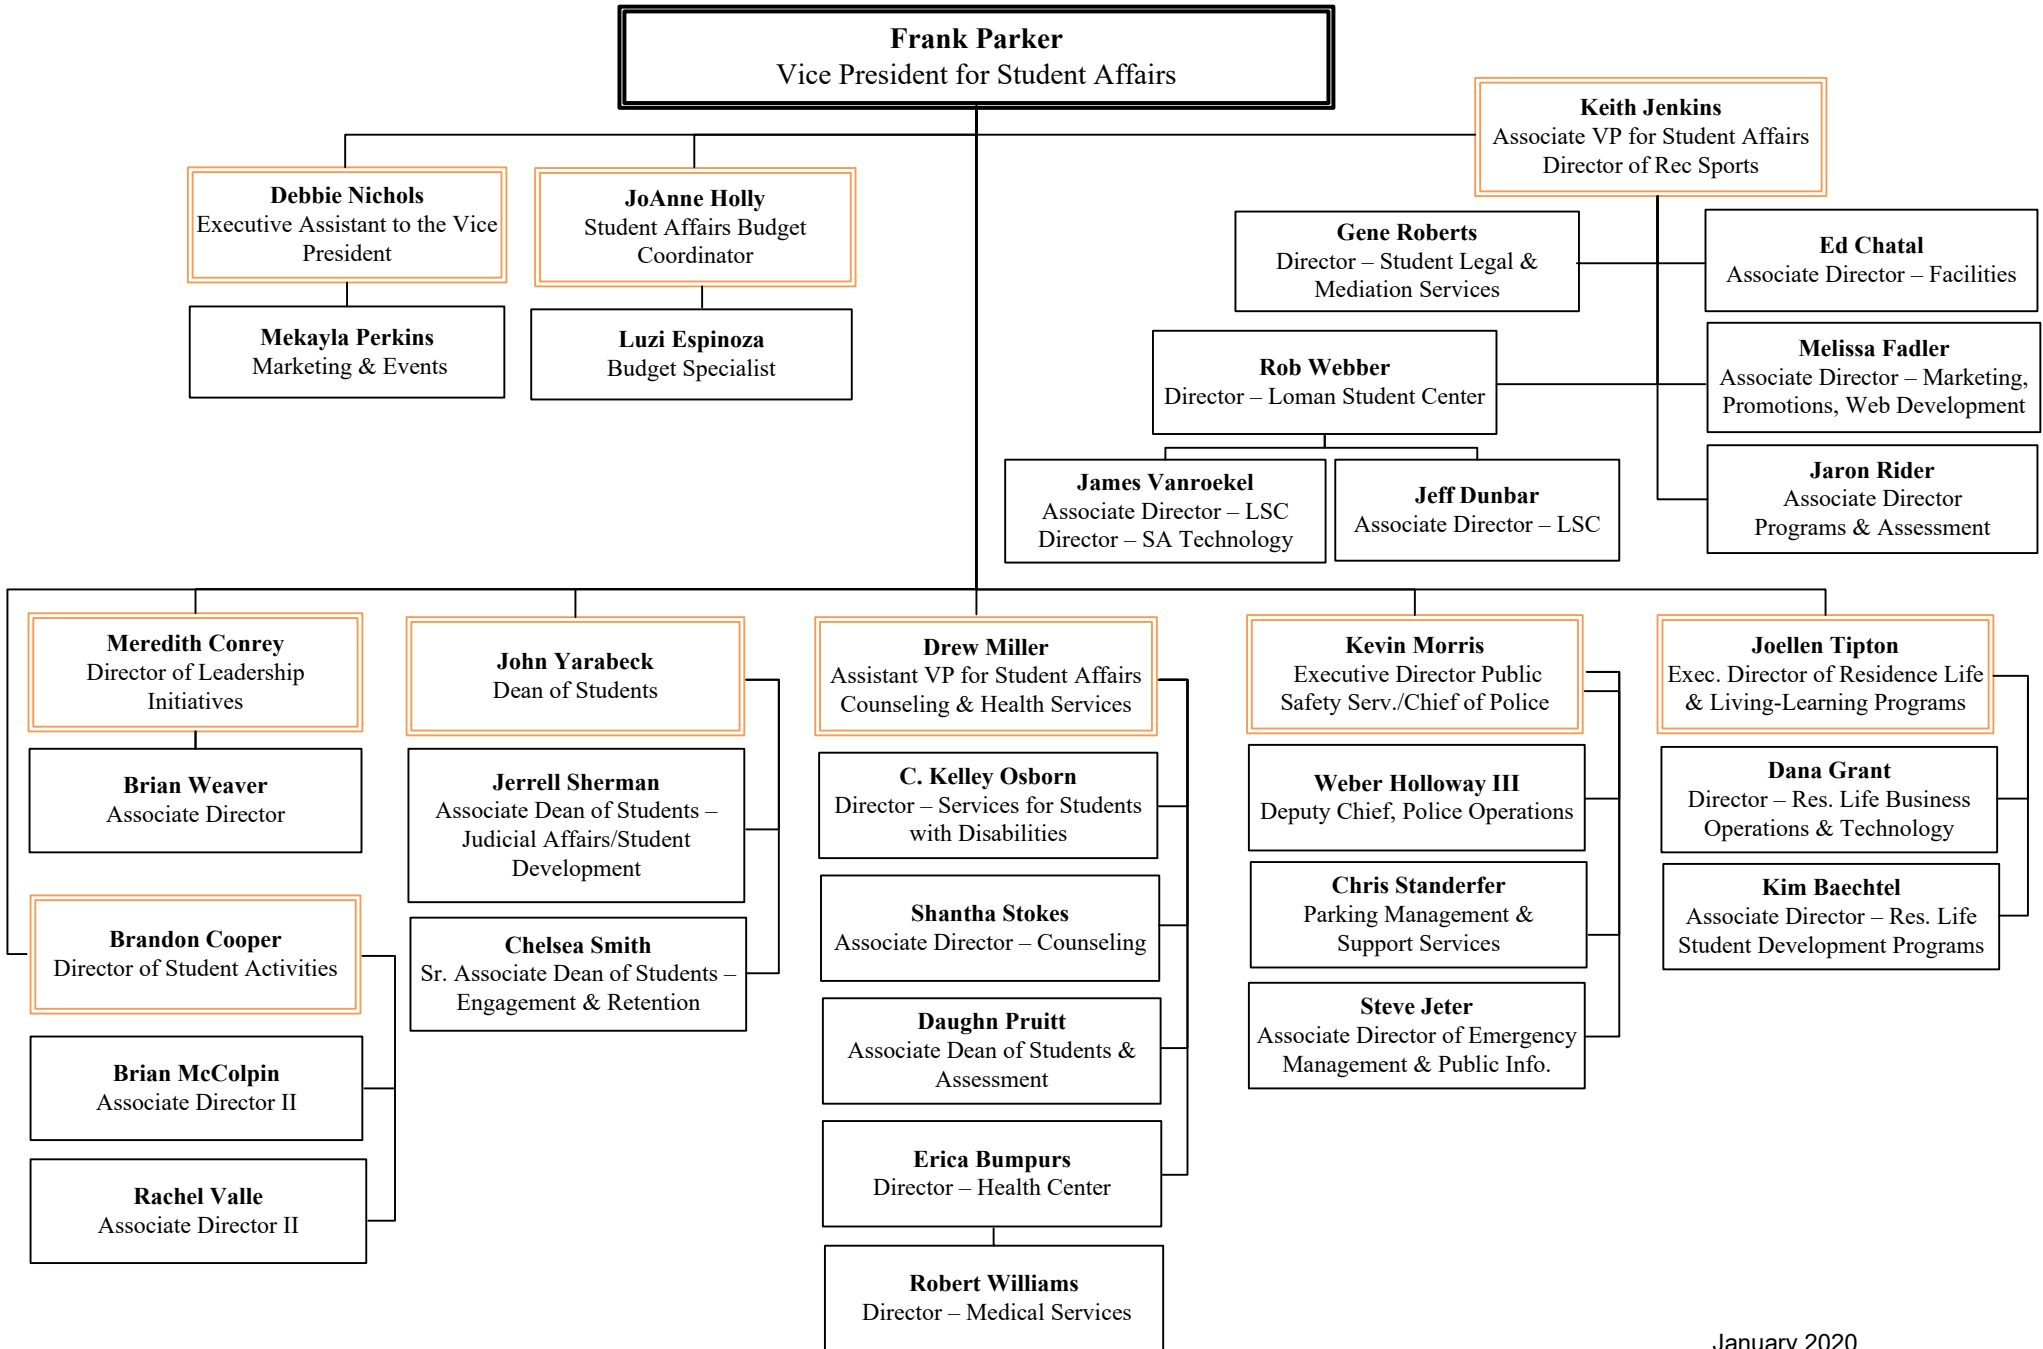 Frank Parker
Vice President for Student Affairs
Keith Jenkins
Associate VP for Student Affairs
Director of Rec Sports
Debbie Nichols
Executive Assistant to the Vice
President
JoAnne Holly
Student Affairs Budget
Coordinator
Mekayla Perkins
Marketing & Events
Luzi Espinoza
Budget Specialist
Gene Roberts
Director – Student Legal &
Mediation Services
Ed Chatal
Associate Director – Facilities
Rob Webber
Director – Loman Student Center
Melissa Fadler
Associate Director – Marketing,
Promotions, Web Development
James Vanroekel
Associate Director – LSC
Director – SA Technology
Jeff Dunbar
Associate Director – LSC
Jaron Rider
Associate Director
Programs & Assessment
Meredith Conrey
Director of Leadership
Initiatives
Brian Weaver
Associate Director
Brandon Cooper
Director of Student Activities
Brian McColpin
Associate Director II
Rachel Valle
Associate Director II
John Yarabeck
Dean of Students
Jerrell Sherman
Associate Dean of Students –
Judicial Affairs/Student
Development
Chelsea Smith
Sr. Associate Dean of Students –
Engagement & Retention
Drew Miller
Assistant VP for Student Affairs
Counseling & Health Services
C. Kelley Osborn
Director – Services for Students
with Disabilities
Shantha Stokes
Associate Director – Counseling
Daughn Pruitt
Associate Dean of Students &
Assessment
Erica Bumpurs
Director – Health Center
Robert Williams
Director – Medical Services
Kevin Morris
Executive Director Public
Safety Serv./Chief of Police
Weber Holloway III
Deputy Chief, Police Operations
Chris Standerfer
Parking Management &
Support Services
Steve Jeter
Associate Director of Emergency
Management & Public Info.
Joellen Tipton
Exec. Director of Residence Life
& Living-Learning Programs
Dana Grant
Director – Res. Life Business
Operations & Technology
Kim Baechtel
Associate Director – Res. Life
Student Development Programs
January 2020